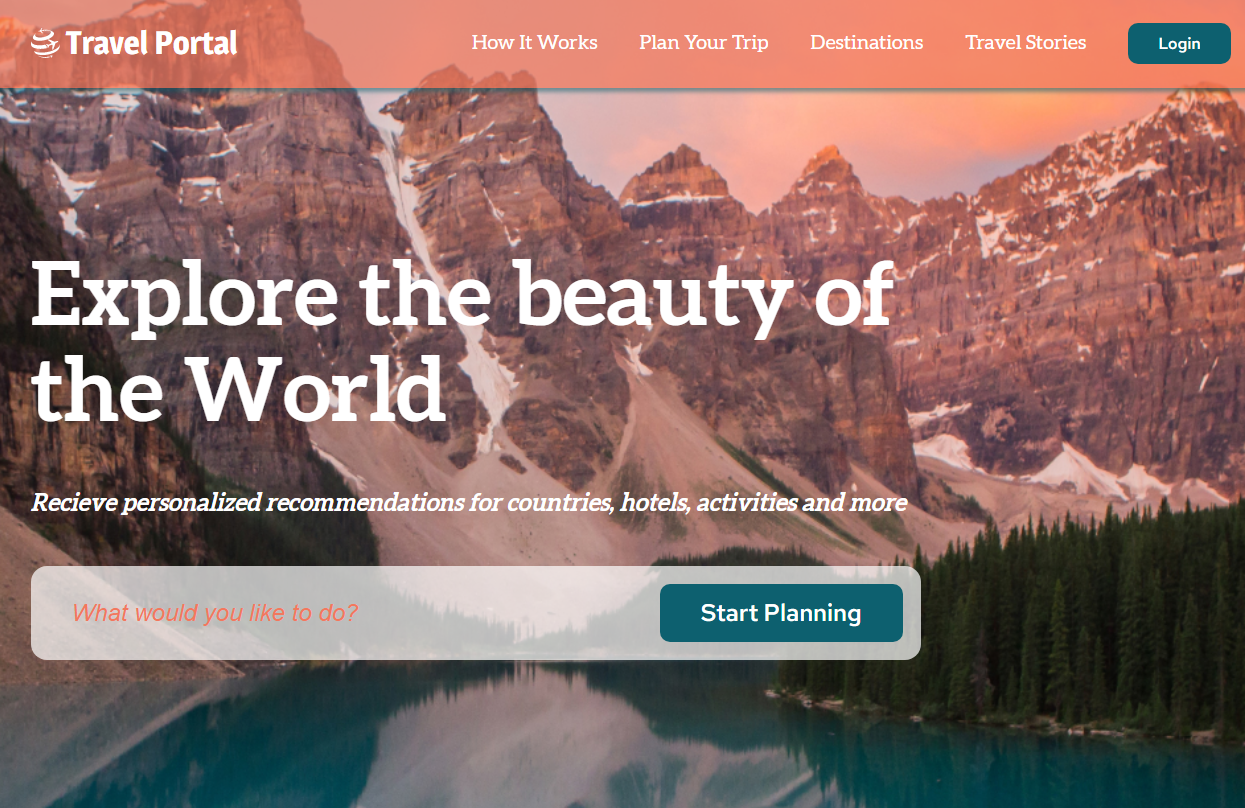 Travel Portal
How It Works
Plan Your Trip
Destinations
Travel Stories
Login
Explore the beauty of
the World
Recieve personalized recommendations for countries, hotels, activities and more
What would you like to do?
Start Planning